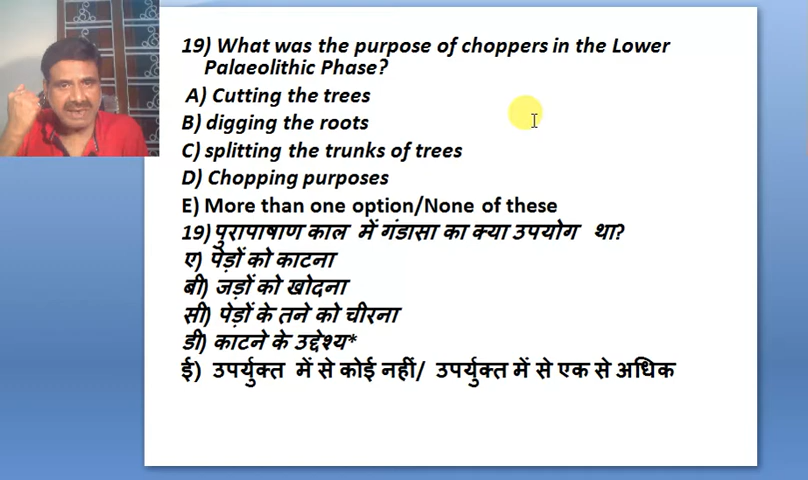 19) What was the purpose of choppers in the Lower
Palaeolithic Phase?
A) Cutting the trees
B) digging the roots
C) splitting the trunks of trees
D) Chopping purposes
E) More than one option/None of these
19) पुरापाषाण काल में गंडासा का क्या उपयोग था?
ए) पेड़ों को काटना
बी) जड़ों को खोदना
सी) पेड़ों के तने को चीरना
डी) काटने के उद्देश्य*
ई) उपर्युक्त में से कोई नहीं/ उपर्युक्त में से एक से अधिक